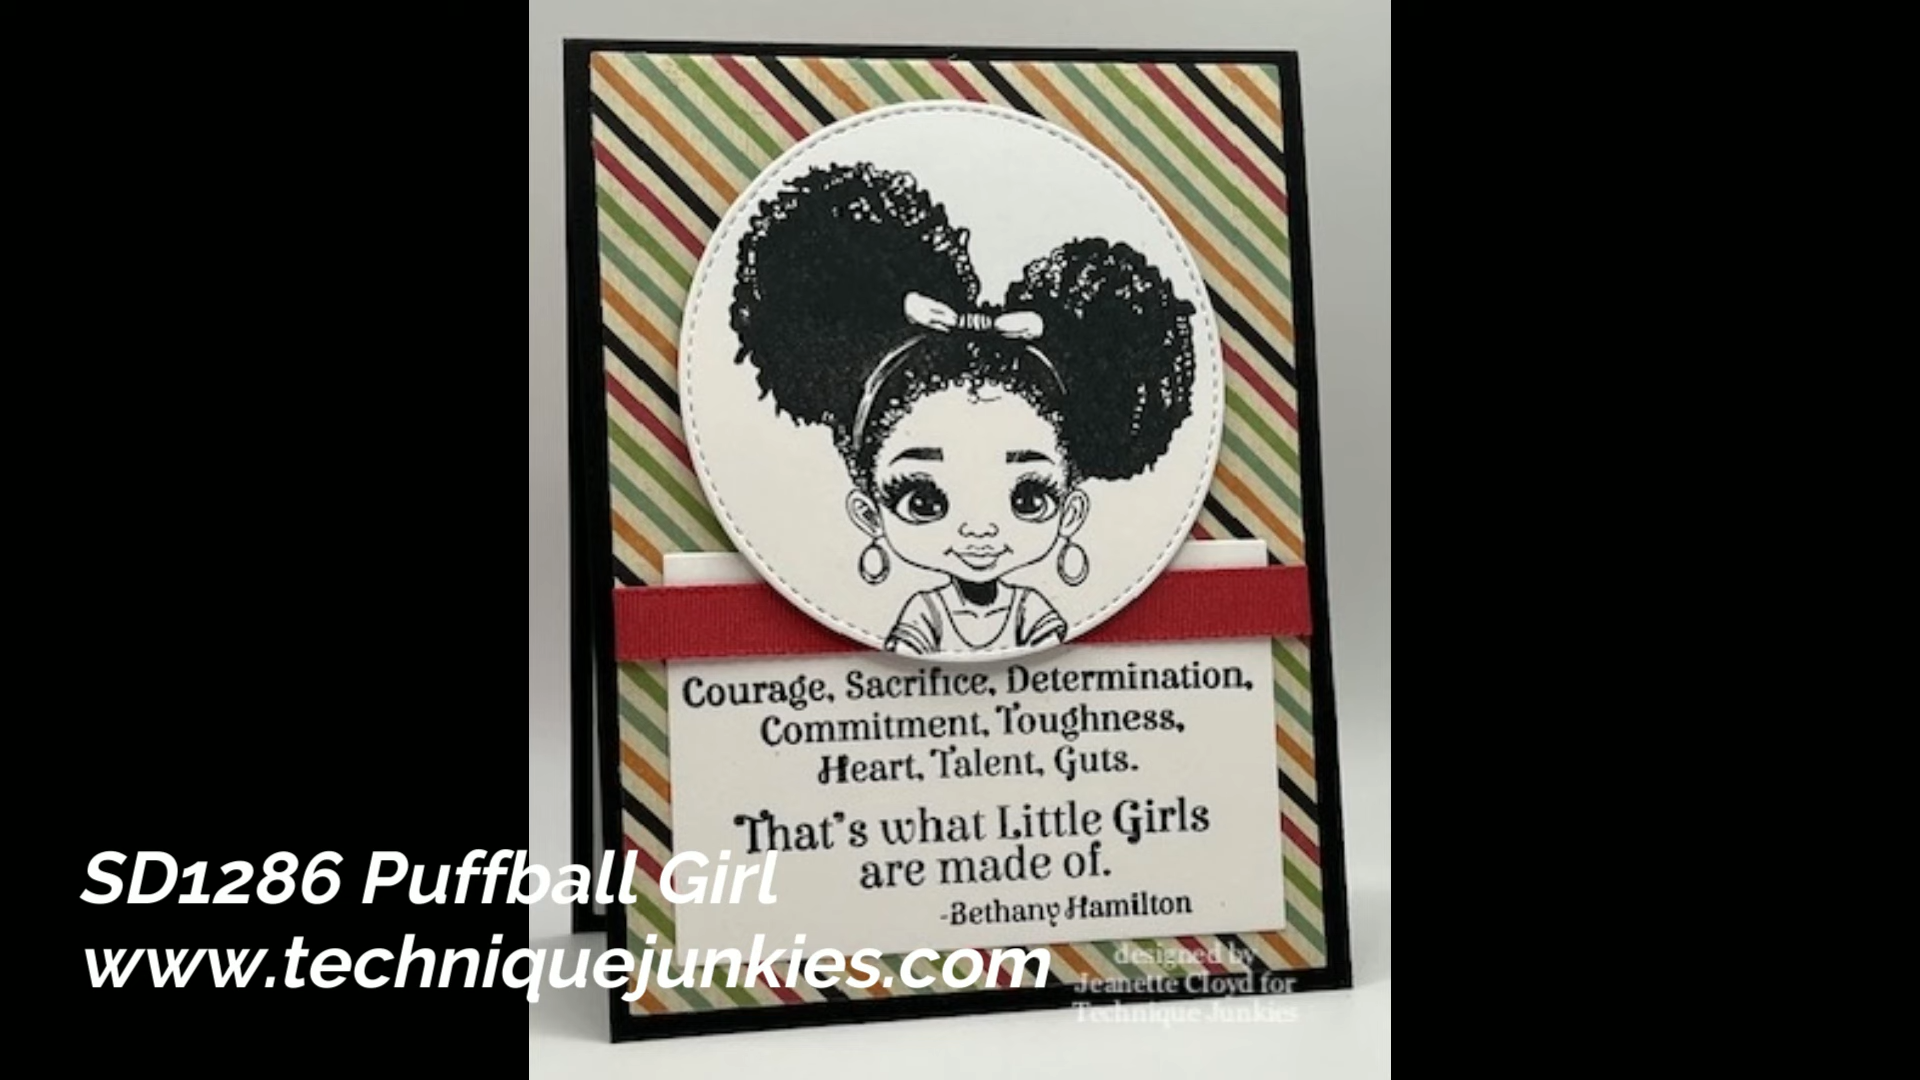 Courage, Sacrifice, Determination,
Commitment, Toughness,
Heart, Talent, Guts.
That's what Little Girls
are made of.
-Bethany Hamilton
SD1286 Puffball Girl
www.techniquejunkies.com
designed by
Jeanette Cloyd for
Technique Junkies